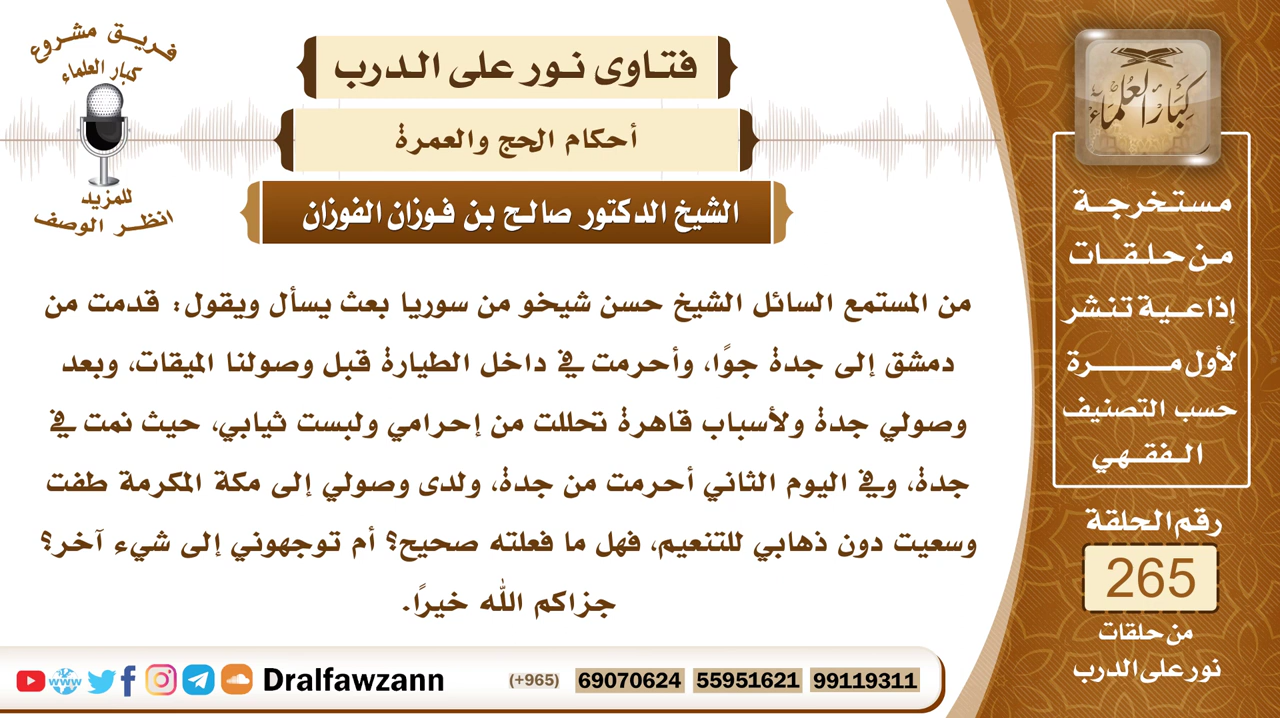 فريق مشروع
كبار العلماء
للمزيد
انظر الوصف
فتاوى نور على الدرب
أحكام الحج والعمرة
الشيخ الدكتور صالح بن فوزان الفوزان
من المستمع السائل الشيخ حسن شيخو من سوريا بعث يسأل ويقول: قدمت من
دمشق إلى جدة جوًا، وأحرمت في داخل الطيارة قبل وصولنا الميقات، وبعد
وصولي جدة ولأسباب قاهرة تحللت من إحرامي ولبست ثيابي، حيث نمت في
جدة، وفي اليوم الثاني أحرمت من جدة، ولدى وصولي إلى مكة المكرمة طفت
وسعيت دون ذهابي للتنعيم، فهل ما فعلته صحيح؟ أم توجهوني إلى شيء آخر؟
جزاكم الله خيرًا.
كبار العلماء
مستخرجة
من حلقات
إذاعية تنشر
لأول مرة
حسب التصنيف
الفقهي
رقم الحلقة
265
من حلقات
نور على الدرب
www Dralfawzann (+965) 69070624 55951621 99119311